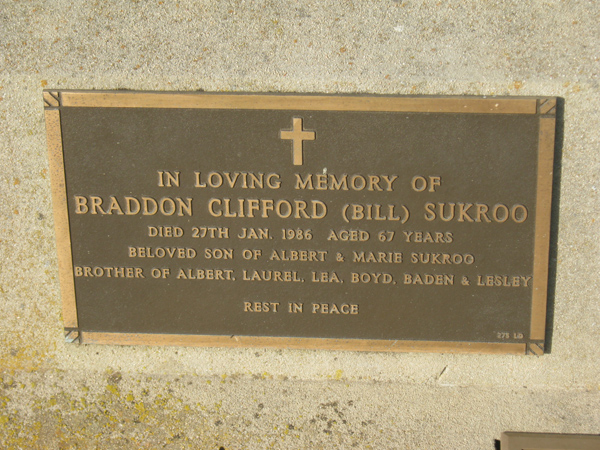 IN LOVING MEMORY OF
BRADDON CLIFFORD (BILL) SUKROO
DIED 27TH JAN. 1986 AGED 67 YEARS
BELOVED SON OF ALBERT & MARIE SUKROO
BROTHER OF ALBERT, LAUREL, LEA, BOYD, BADEN & LESLEY
REST IN PEACE